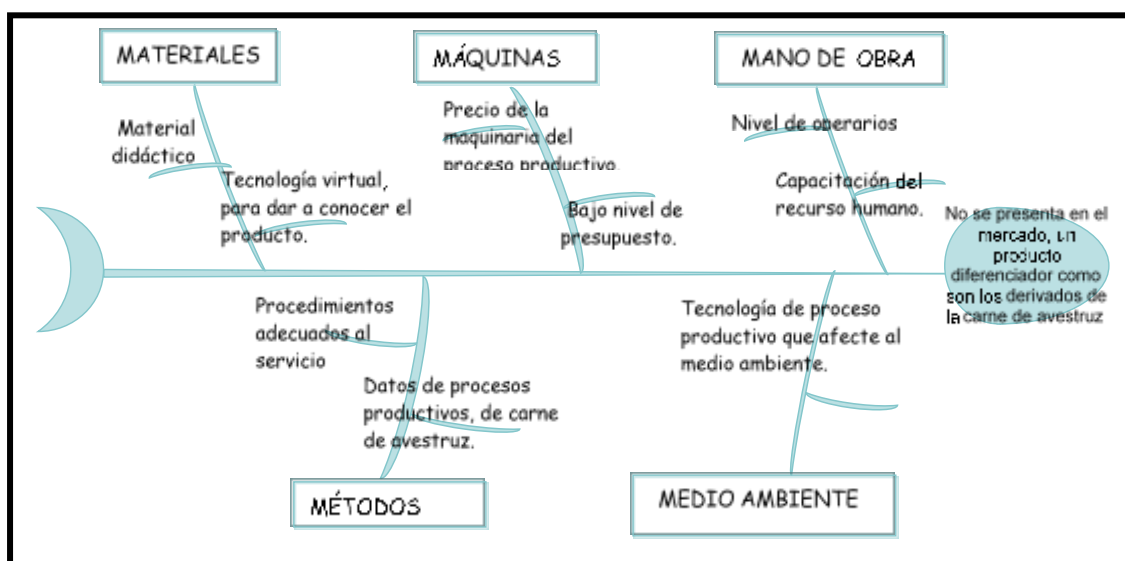 MATERIALES
MÁQUINAS
MANO DE OBRA
Material
didáctico
Tecnología virtual,
para dar a conocer el
producto.
Precio de la
maquinaria del
proceso productivo.
Bajo nivel de
presupuesto.
Nivel de operarios
Capacitación del
recurso humano.
No se presenta en el
mercado, un
producto
diferenciador como
son los derivados de
la carne de avestruz
Procedimientos
adecuados al
servicio
Datos de procesos
productivos, de carne
de avestruz.
Tecnología de proceso
productivo que afecte al
medio ambiente.
MÉTODOS
MEDIO AMBIENTE